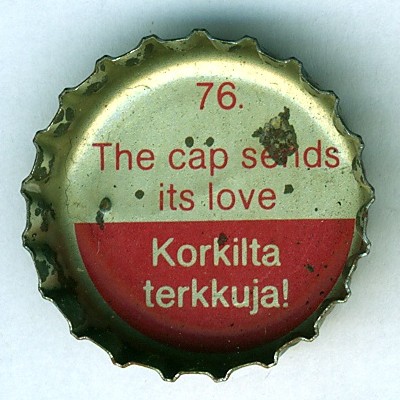 76.
The cap sends
its love
Korkilta
terkkuja!